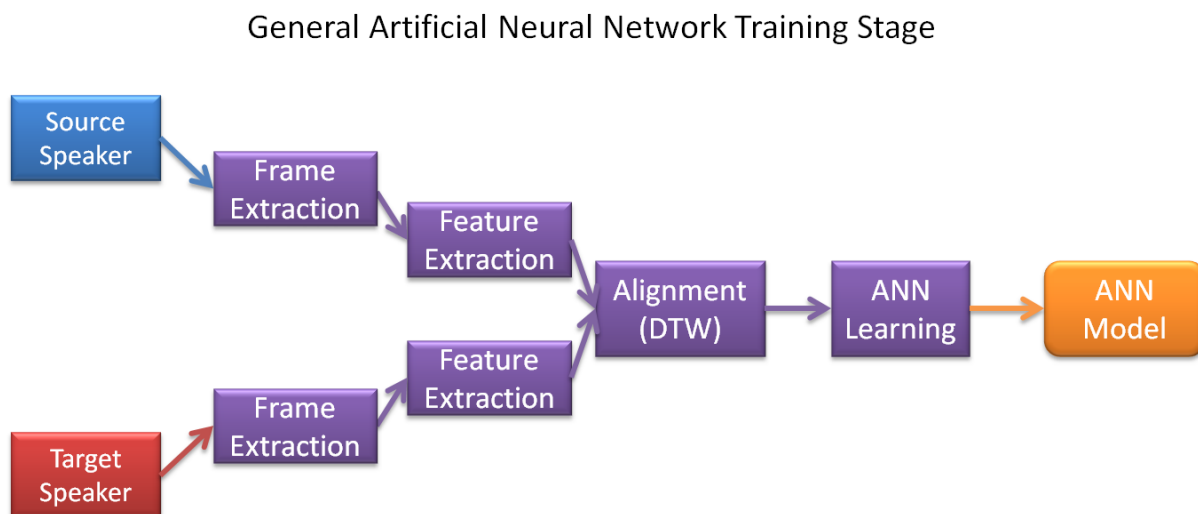 General Artificial Neural Network Training Stage
Source
Speaker
Frame
Extraction
Feature
Extraction
Alignment
(DTW)
ANN
Learning
ANN
Model
Feature
Extraction
Frame
Extraction
Target
Speaker